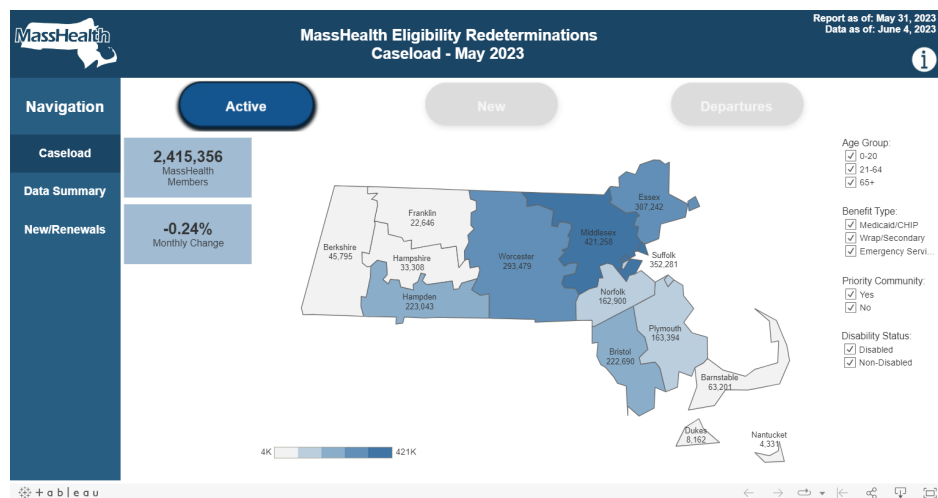 MassHealth
MassHealth Eligibility Redeterminations
Caseload - May 2023
Report as of: May 31, 2023
Data as of: June 4, 2023
i
Navigation
Caseload
Data Summary
New/Renewals
Active
New
Departures
2,415,356
MassHealth
Members
-0.24%
Monthly Change
Essex
307,242
Franklin
22,646
Middlesex
421,258
Berkshire
45,795
Hampshire
33,308
Worcester
293,479
Suffolk
352,281
Hampden
223,043
Norfolk
162,900
Plymouth
163,394
Bristol
222,690
Barnstable
63,201
Dukes
8,162
Nantucket
4,331
4K
421K
Age Group:
0-20
21-64
65+
Benefit Type:
Medicaid/CHIP
Wrap/Secondary
Emergency Servi...
Priority Community:
Yes
No
Disability Status:
Disabled
Non-Disabled
+ a b | e a u